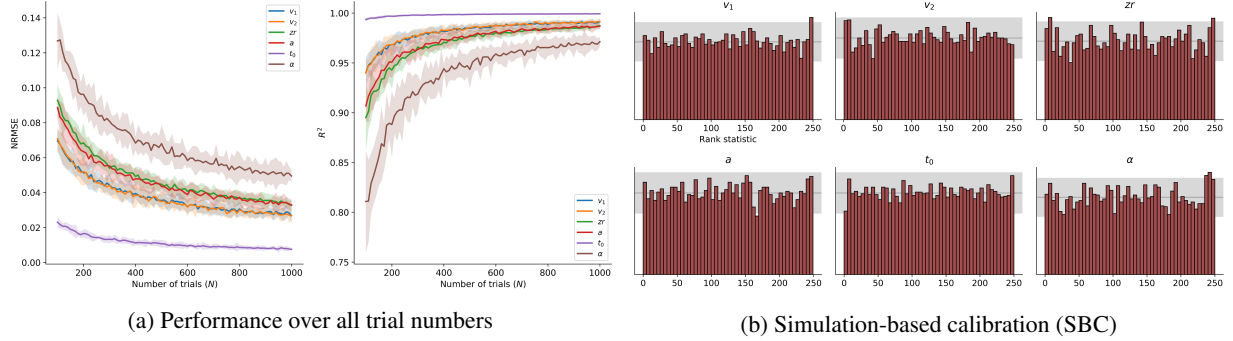 0.14
0.12
0.10
0.08
0.06
0.04
0.02
0.00
NRMSE
200 400 600 800 1000
Number of trials (N)
v₁
v₂
zr
a
t₀
α
1.00
0.95
0.90
0.85
0.80
0.75
R²
200 400 600 800 1000
Number of trials (N)
v₁
v₂
zr
a
t₀
α
(a) Performance over all trial numbers
v₁
0 50 100 150 200 250
Rank statistic
v₂
0 50 100 150 200 250
zr
0 50 100 150 200 250
a
0 50 100 150 200 250
t₀
0 50 100 150 200 250
α
0 50 100 150 200 250
(b) Simulation-based calibration (SBC)